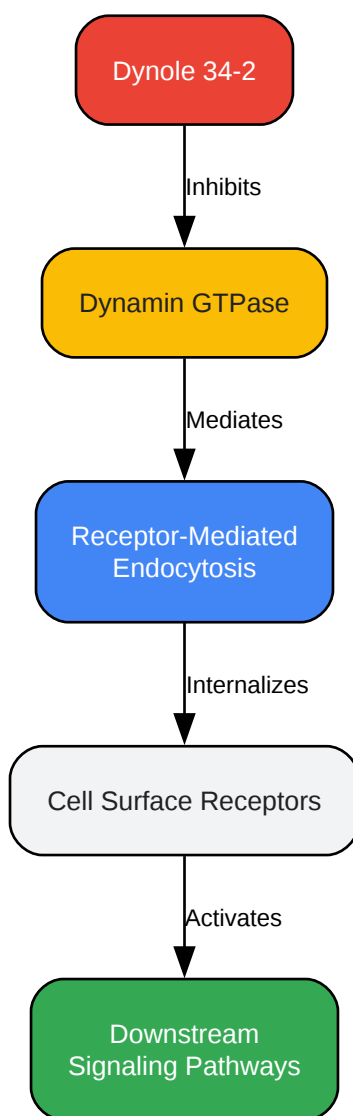 Dynole 34-2
Inhibits
Dynamin GTPase
Mediates
Receptor-Mediated
Endocytosis
Internalizes
Cell Surface Receptors
Activates
Downstream
Signaling Pathways